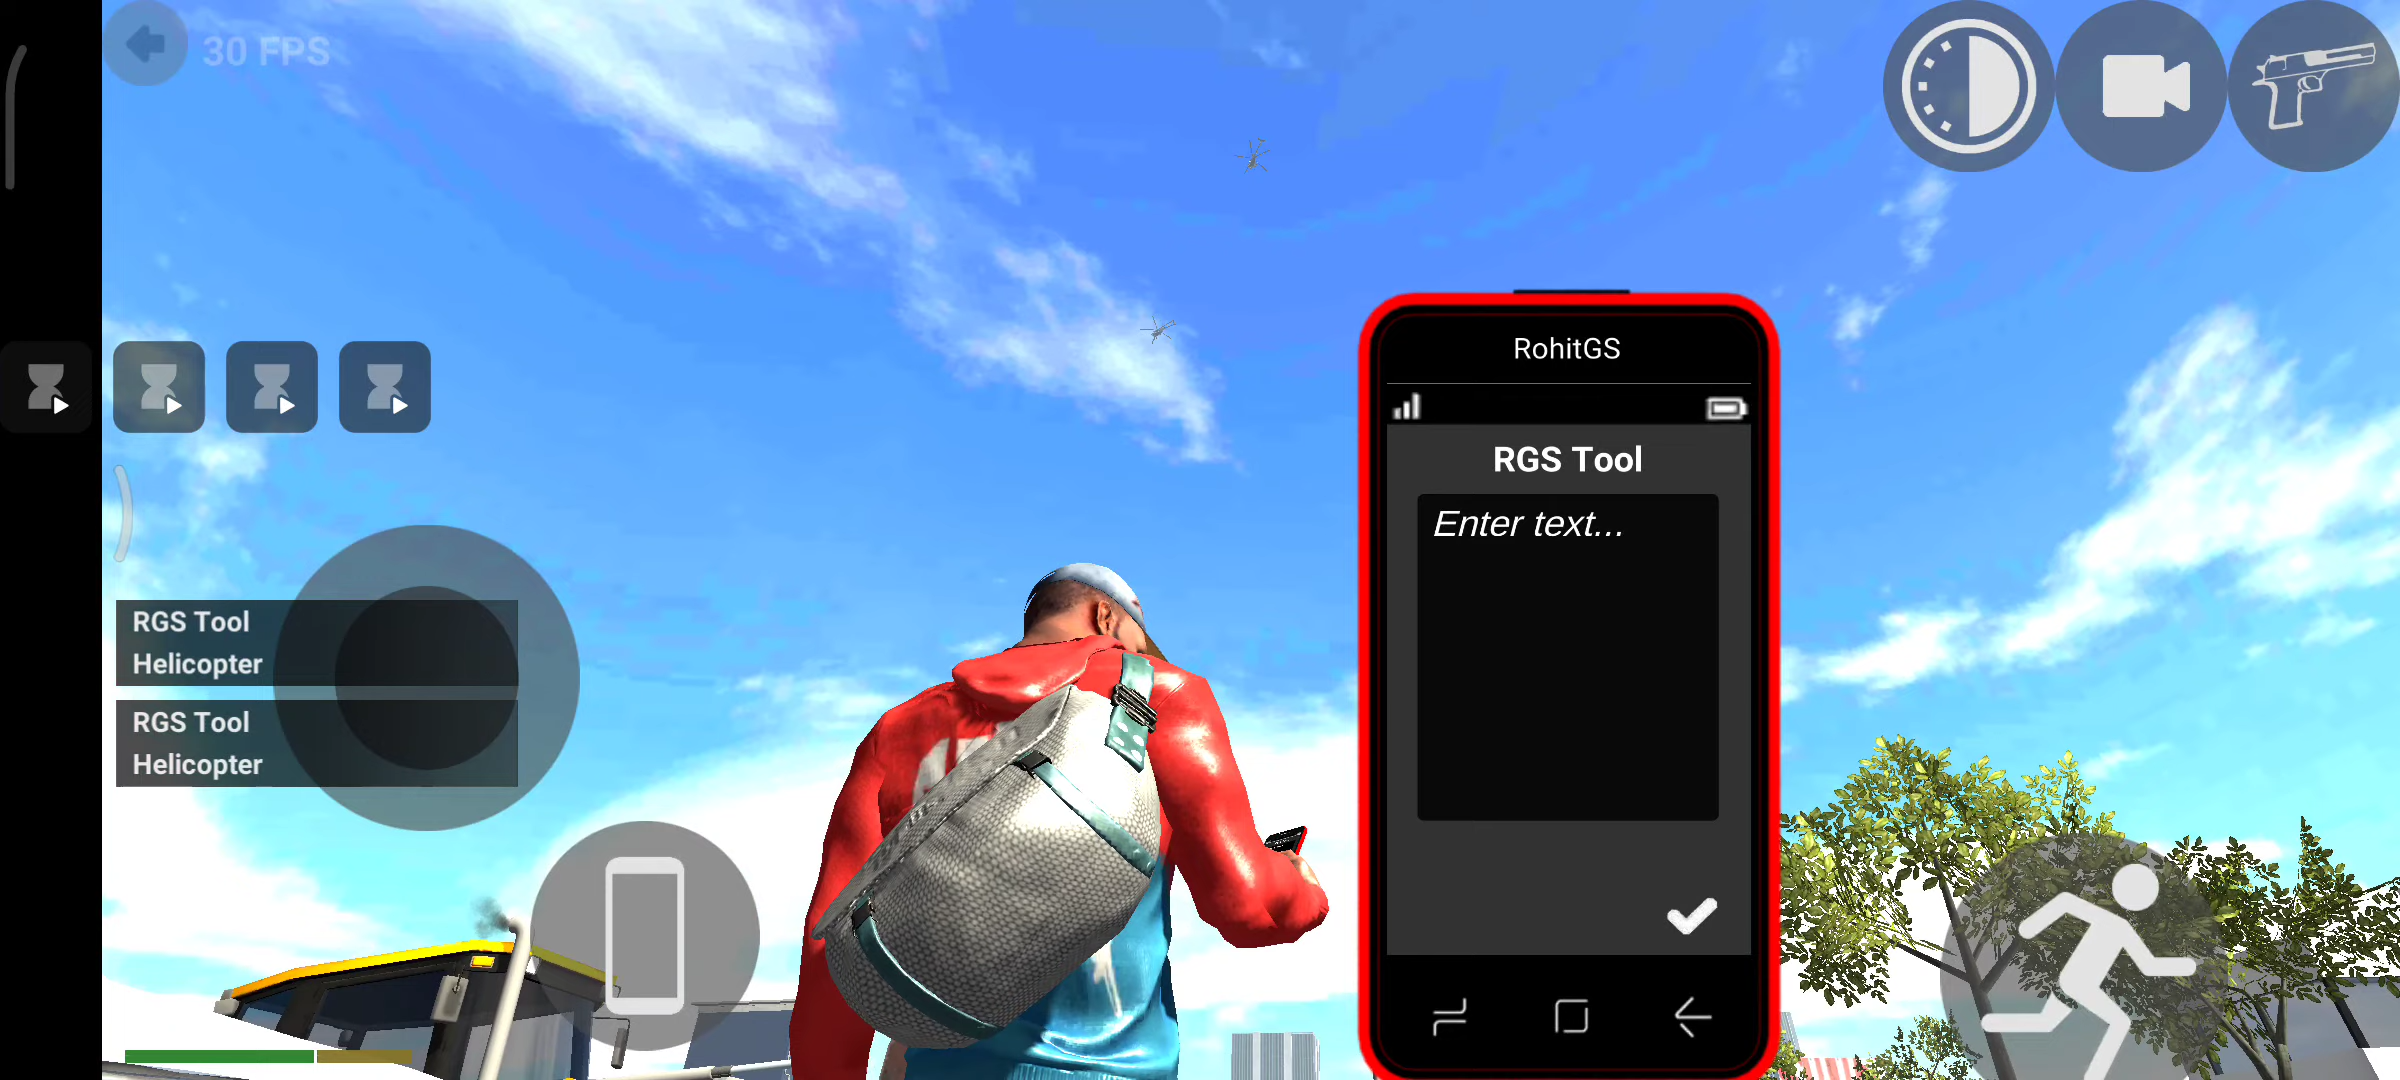 30 FPS
RohitGS
RGS Tool
Enter text...
RGS Tool
Helicopter
RGS Tool
Helicopter